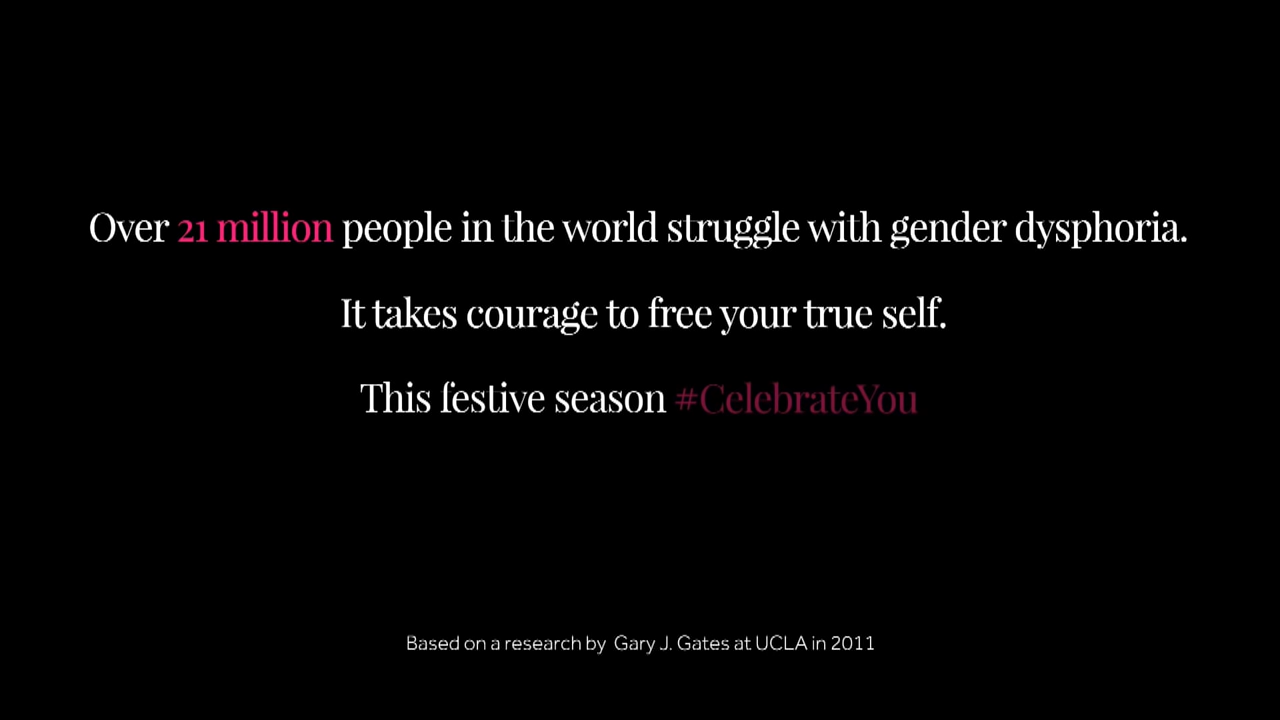 Over 21 million people in the world struggle with gender dysphoria.
It takes courage to free your true self.
This festive season #CelebrateYou
Based on a research by Gary J. Gates at UCLA in 2011